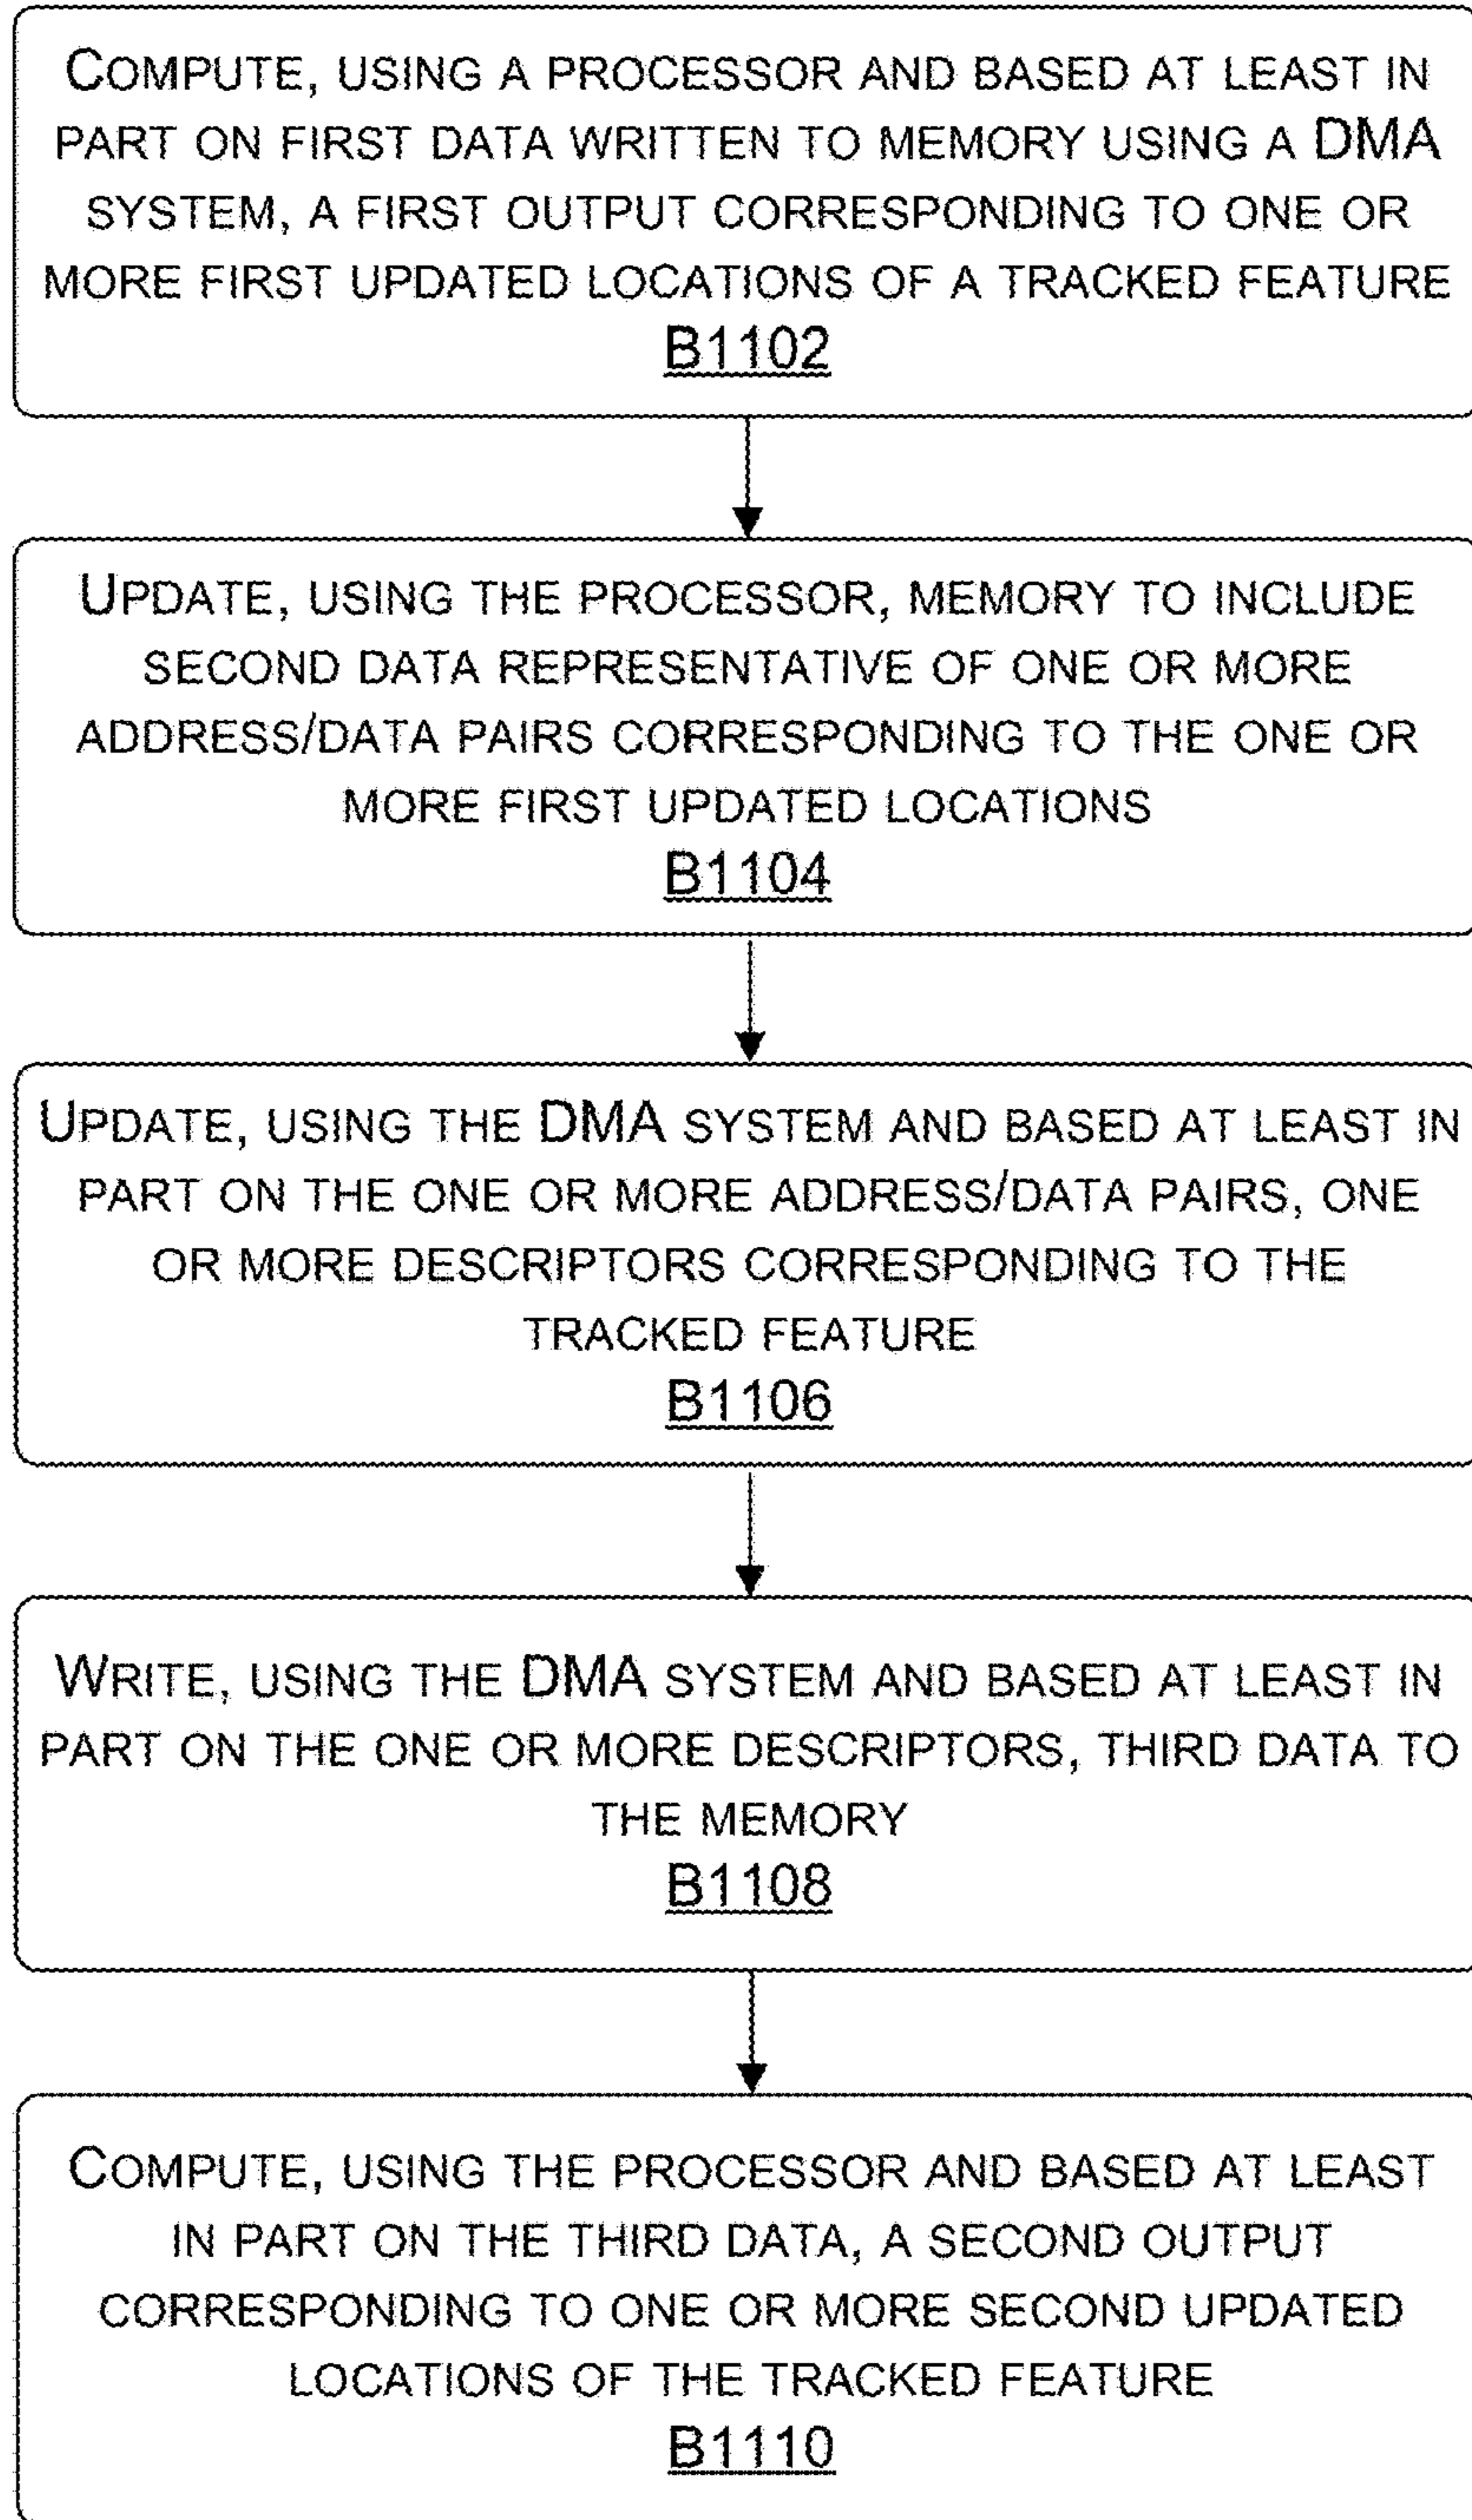 COMPUTE, USING A PROCESSOR AND BASED AT LEAST IN
PART ON FIRST DATA WRITTEN TO MEMORY USING A DMA
SYSTEM, A FIRST OUTPUT CORRESPONDING TO ONE OR
MORE FIRST UPDATED LOCATIONS OF A TRACKED FEATURE
B1102
UPDATE, USING THE PROCESSOR, MEMORY TO INCLUDE
SECOND DATA REPRESENTATIVE OF ONE OR MORE
ADDRESS/DATA PAIRS CORRESPONDING TO THE ONE OR
MORE FIRST UPDATED LOCATIONS
B1104
UPDATE, USING THE DMA SYSTEM AND BASED AT LEAST IN
PART ON THE ONE OR MORE ADDRESS/DATA PAIRS, ONE
OR MORE DESCRIPTORS CORRESPONDING TO THE
TRACKED FEATURE
B1106
WRITE, USING THE DMA SYSTEM AND BASED AT LEAST IN
PART ON THE ONE OR MORE DESCRIPTORS, THIRD DATA TO
THE MEMORY
B1108
COMPUTE, USING THE PROCESSOR AND BASED AT LEAST
IN PART ON THE THIRD DATA, A SECOND OUTPUT
CORRESPONDING TO ONE OR MORE SECOND UPDATED
LOCATIONS OF THE TRACKED FEATURE
B1110